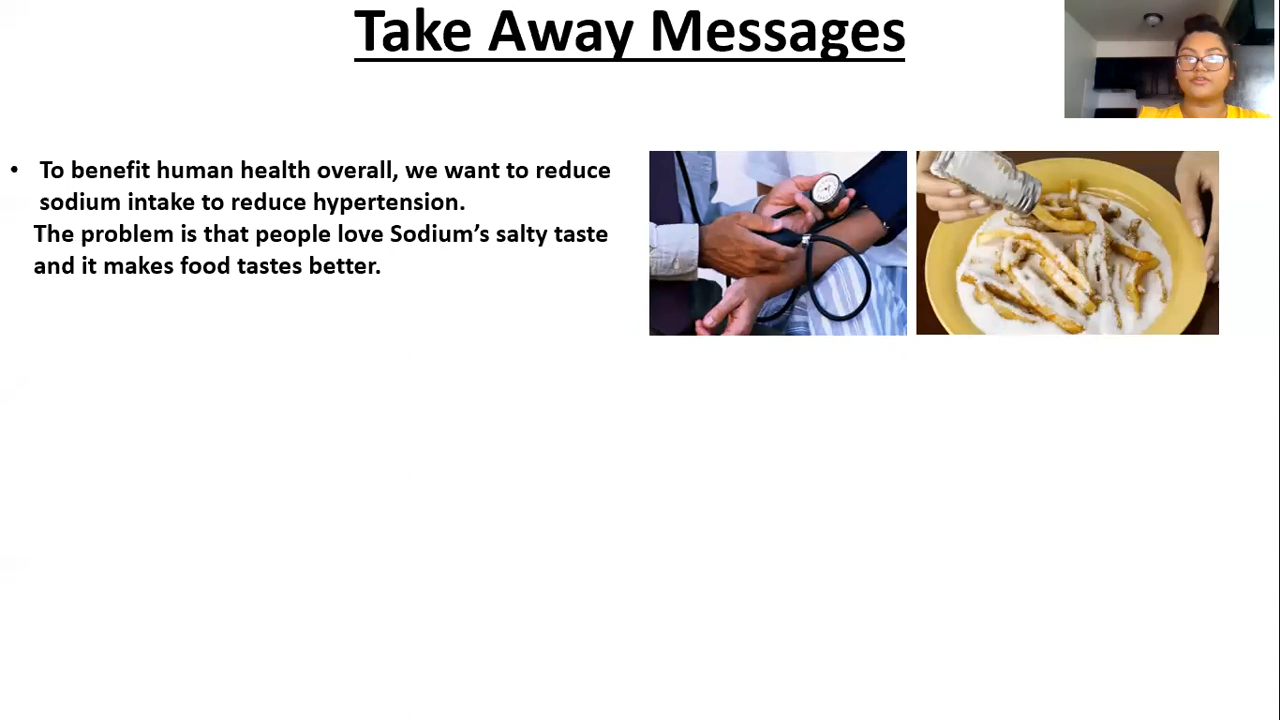 Take Away Messages
• To benefit human health overall, we want to reduce
sodium intake to reduce hypertension.
The problem is that people love Sodium’s salty taste
and it makes food tastes better.